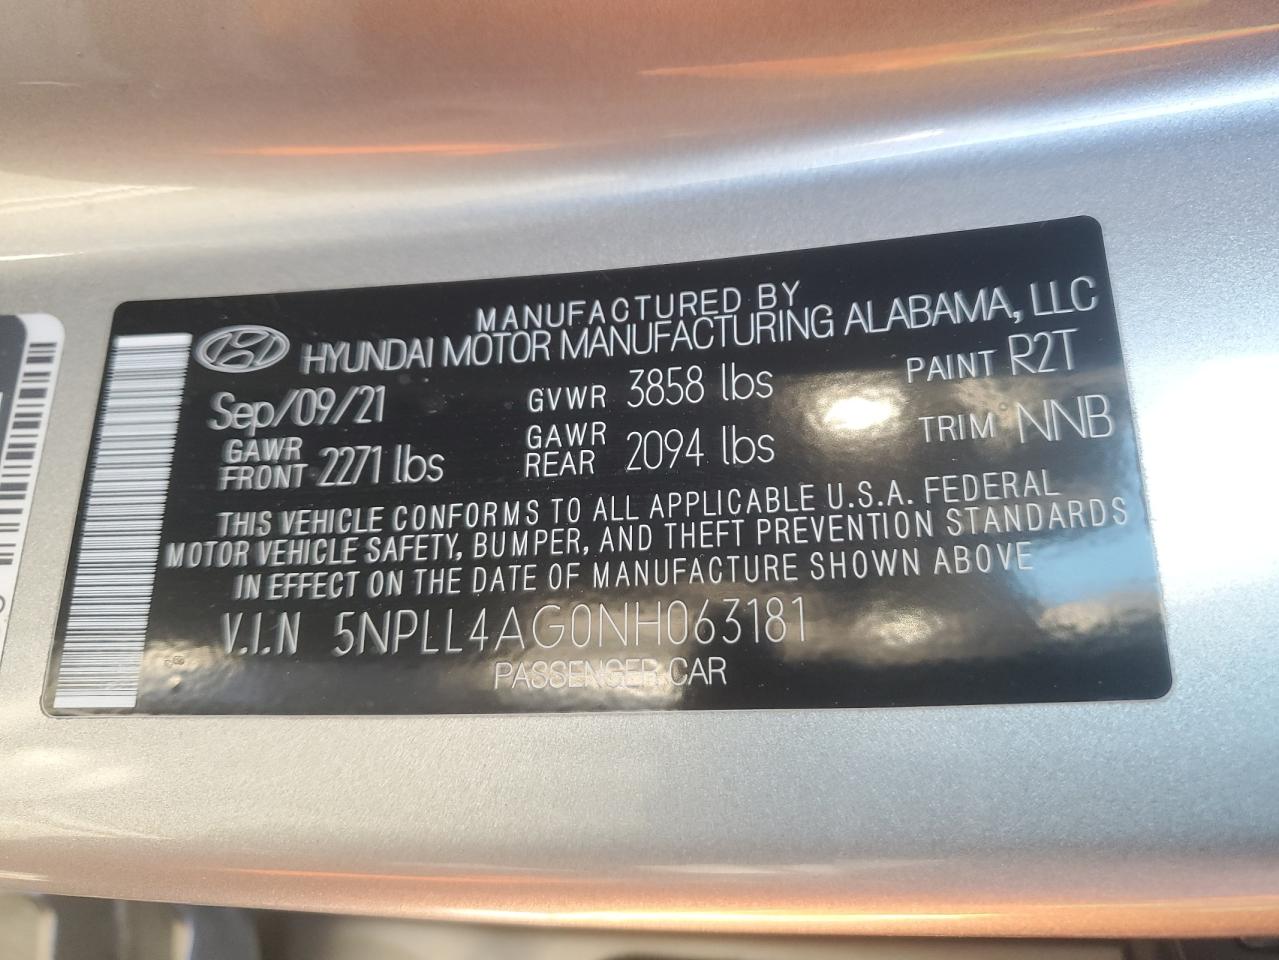 MANUFACTURED BY
HYUNDAI MOTOR MANUFACTURING ALABAMA, LLC
Sep/09/21 GVWR 3858 lbs PAINT R2T
GAWR FRONT 2271 lbs GAWR REAR 2094 lbs TRIM NNB
THIS VEHICLE CONFORMS TO ALL APPLICABLE U.S.A. FEDERAL
MOTOR VEHICLE SAFETY, BUMPER, AND THEFT PREVENTION STANDARDS
IN EFFECT ON THE DATE OF MANUFACTURE SHOWN ABOVE
V.I.N 5NPLL4AG0NH063181
PASSENGER CAR